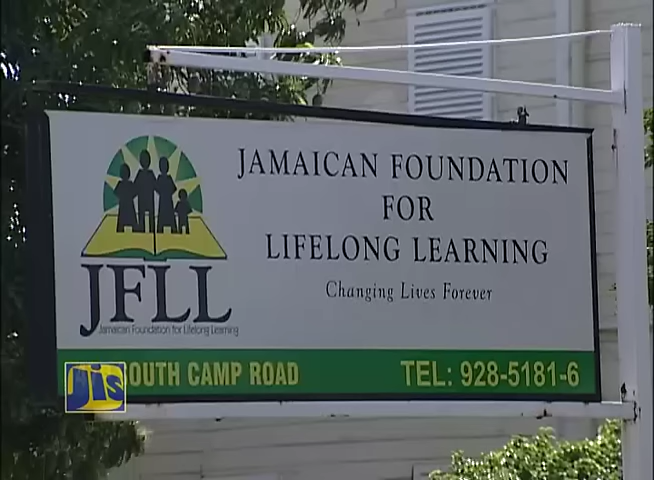 JAMAICAN FOUNDATION
FOR
LIFELONG LEARNING
Changing Lives Forever
JFLL
Jamaican Foundation for Lifelong Learning
SOUTH CAMP ROAD
TEL: 928-5181-6
jis